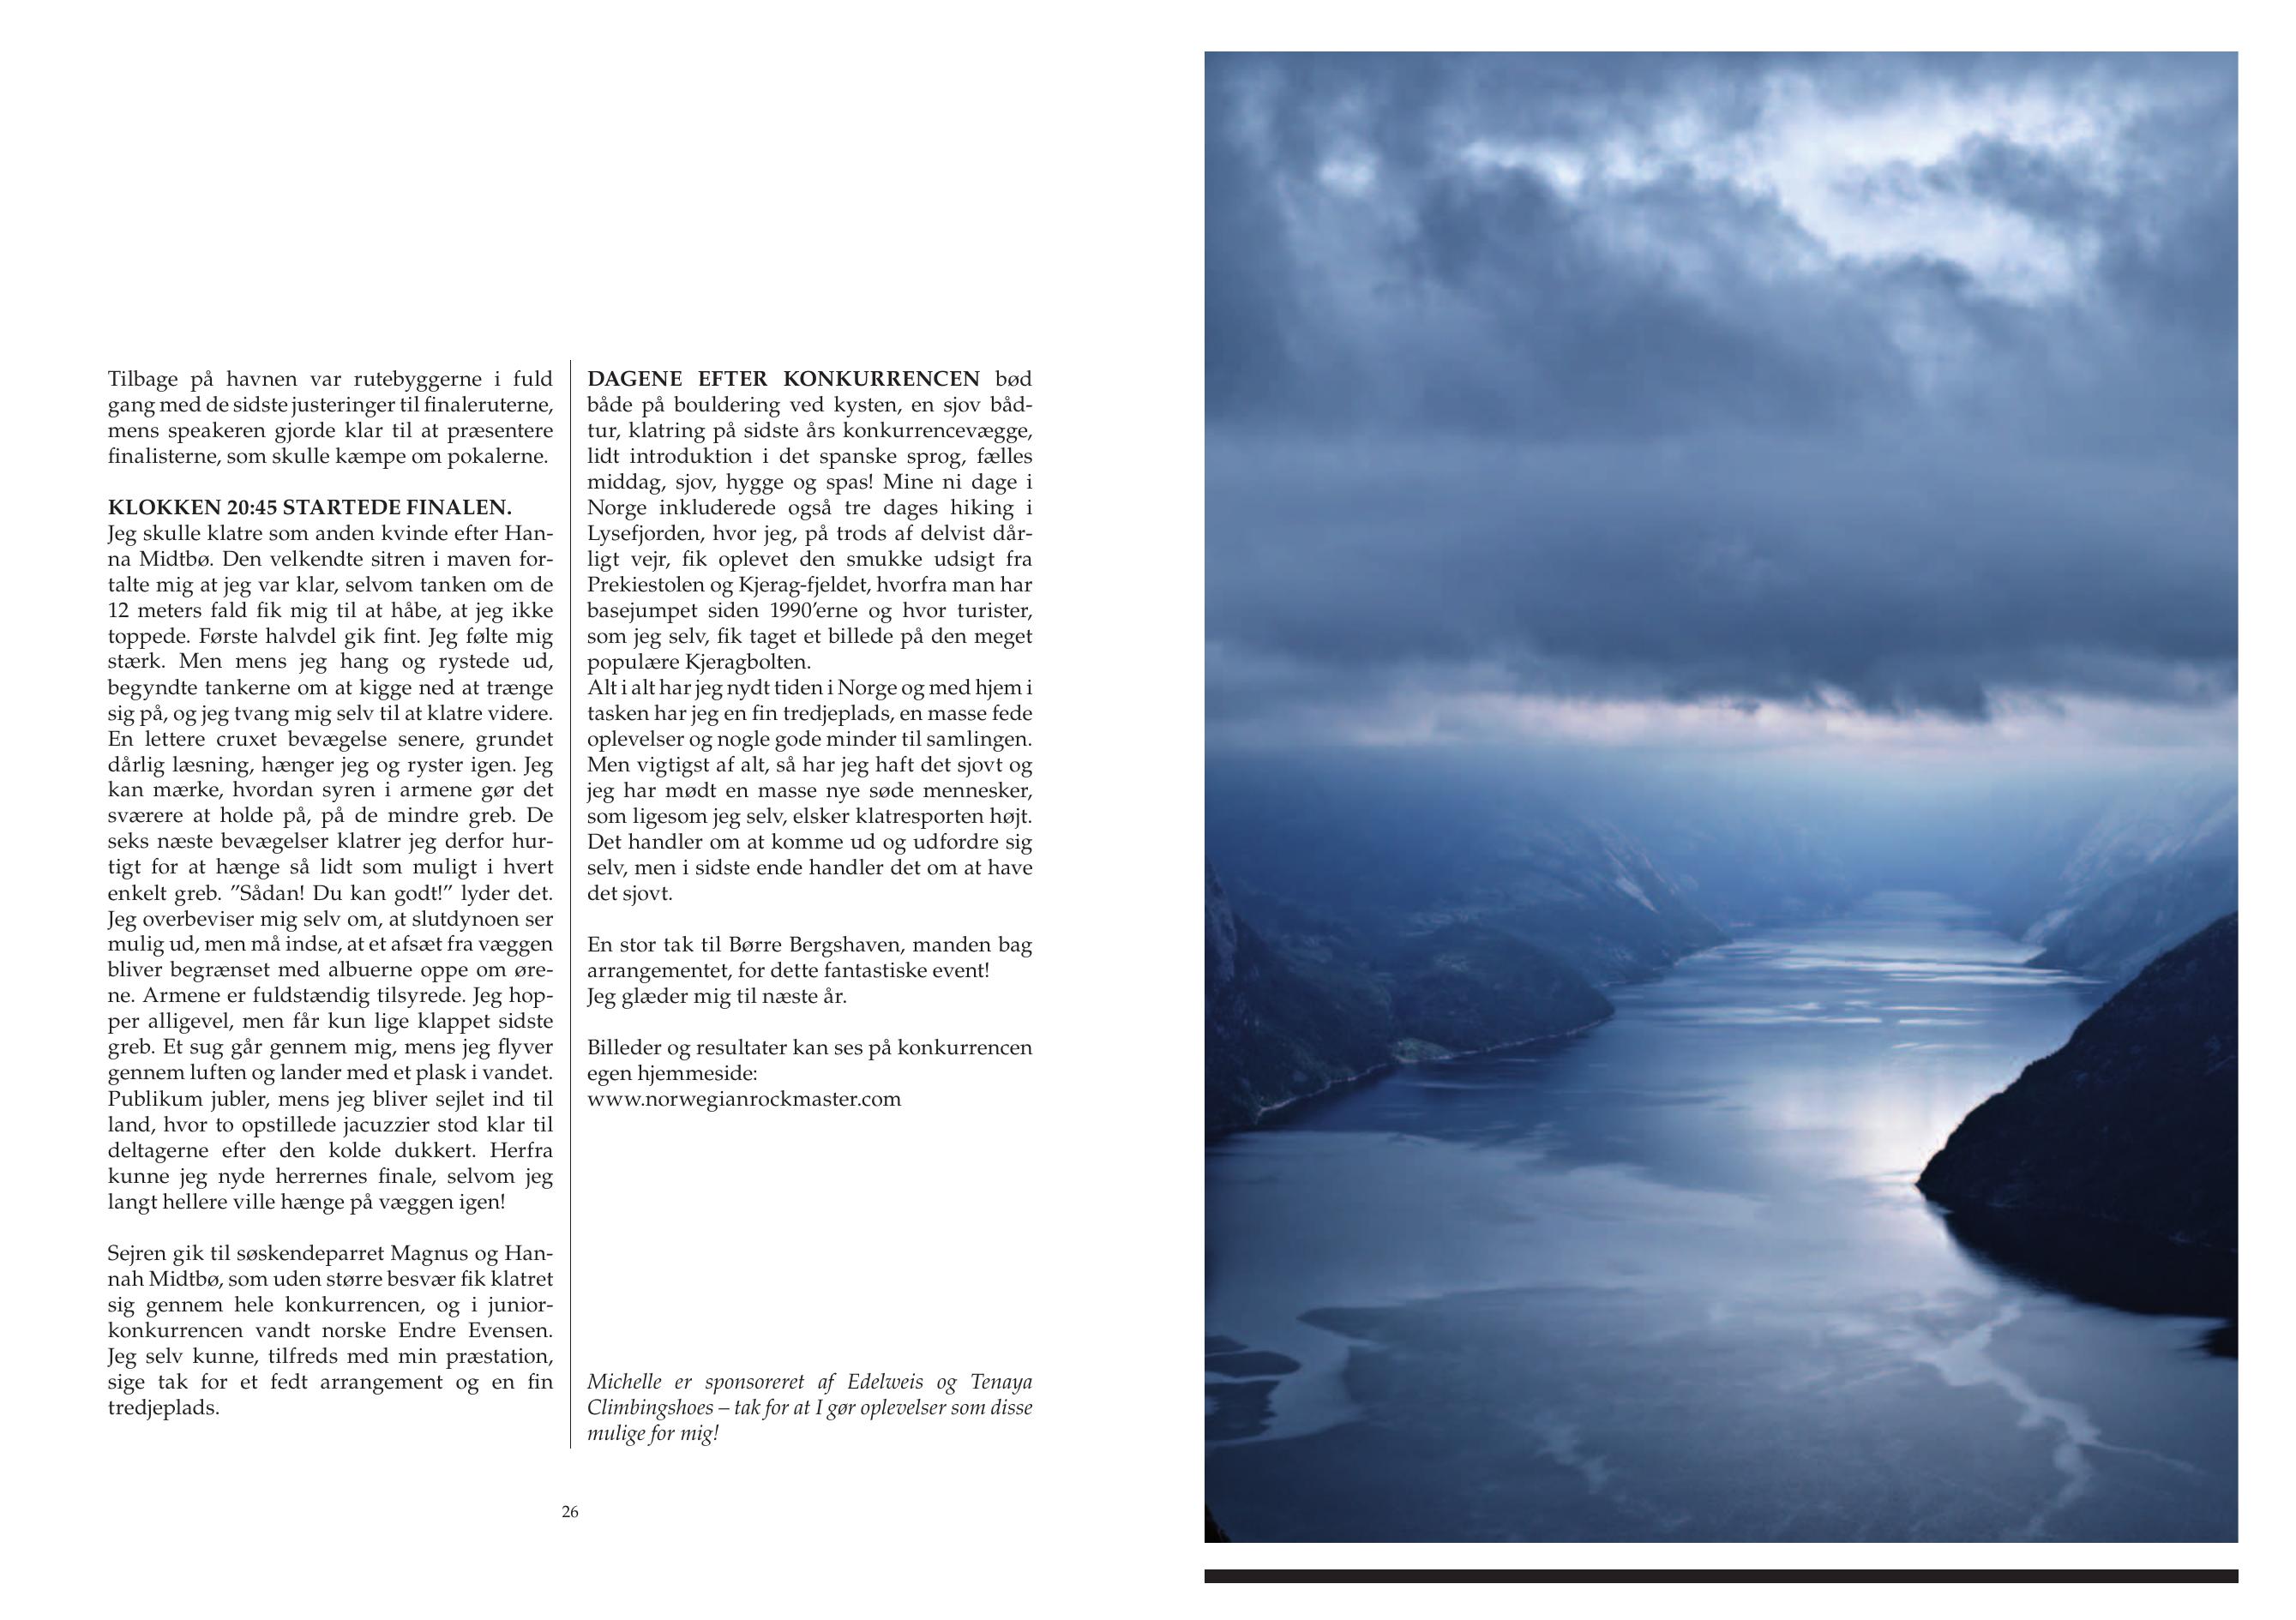 Tilbage på havnen var rutebyggerne i fuld
gang med de sidste justeringer til finaleruterne,
mens speakeren gjorde klar til at præsentere
finalisterne, som skulle kæmpe om pokalerne.
KLOKKEN 20:45 STARTEDE FINALEN.
Jeg skulle klatre som anden kvinde efter Han-
na Midtbø. Den velkendte sitren i maven for-
talte mig at jeg var klar, selvom tanken om de
12 meters fald fik mig til at håbe, at jeg ikke
toppede. Første halvdel gik fint. Jeg følte mig
stærk. Men mens jeg hang og rystede ud,
begyndte tankerne om at kigge ned at trænge
sig på, og jeg tvang mig selv til at klatre videre.
En lettere cruxet bevægelse senere, grundet
dårlig læsning, hænger jeg og ryster igen. Jeg
kan mærke, hvordan syren i armene gør det
sværere at holde på, på de mindre greb. De
seks næste bevægelser klatrer jeg derfor hur-
tigt for at hænge så lidt som muligt i hvert
enkelt greb. ”Sådan! Du kan godt!” lyder det.
Jeg overbeviser mig selv om, at slutdynoen ser
mulig ud, men må indse, at et afsæt fra væggen
bliver begrænset med albuerne oppe om øre-
ne. Armene er fuldstændig tilsyrede. Jeg hop-
per alligevel, men får kun lige klappet sidste
greb. Et sug går gennem mig, mens jeg flyver
gennem luften og lander med et plask i vandet.
Publikum jubler, mens jeg bliver sejlet ind til
land, hvor to opstillede jacuzzier stod klar til
deltagerne efter den kolde dukkert. Herfra
kunne jeg nyde herrernes finale, selvom jeg
langt hellere ville hænge på væggen igen!
Sejren gik til søskendeparret Magnus og Han-
nah Midtbø, som uden større besvær fik klatret
sig gennem hele konkurrencen, og i junior-
konkurrencen vandt norske Endre Evensen.
Jeg selv kunne, tilfreds med min præstation,
sige tak for et fedt arrangement og en fin
tredjeplads.
DAGENE EFTER KONKURRENCEN bød
både på bouldering ved kysten, en sjov båd-
tur, klatring på sidste års konkurrencevægge,
lidt introduktion i det spanske sprog, fælles
middag, sjov, hygge og spas! Mine ni dage i
Norge inkluderede også tre dages hiking i
Lysefjorden, hvor jeg, på trods af delvist dår-
ligt vejr, fik oplevet den smukke udsigt fra
Prekiestolen og Kjerag-fjeldet, hvorfra man har
basejumpet siden 1990’erne og hvor turister,
som jeg selv, fik taget et billede på den meget
populære Kjeragbolten.
Alt i alt har jeg nydt tiden i Norge og med hjem i
tasken har jeg en fin tredjeplads, en masse fede
oplevelser og nogle gode minder til samlingen.
Men vigtigst af alt, så har jeg haft det sjovt og
jeg har mødt en masse nye søde mennesker,
som ligesom jeg selv, elsker klatresporten højt.
Det handler om at komme ud og udfordre sig
selv, men i sidste ende handler det om at have
det sjovt.
En stor tak til Børre Bergshaven, manden bag
arrangementet, for dette fantastiske event!
Jeg glæder mig til næste år.
Billeder og resultater kan ses på konkurrencen
egen hjemmeside:
www.norwegianrockmaster.com
Michelle er sponsoreret af Edelweis og Tenaya
Climbingshoes – tak for at I gør oplevelser som disse
mulige for mig!
26